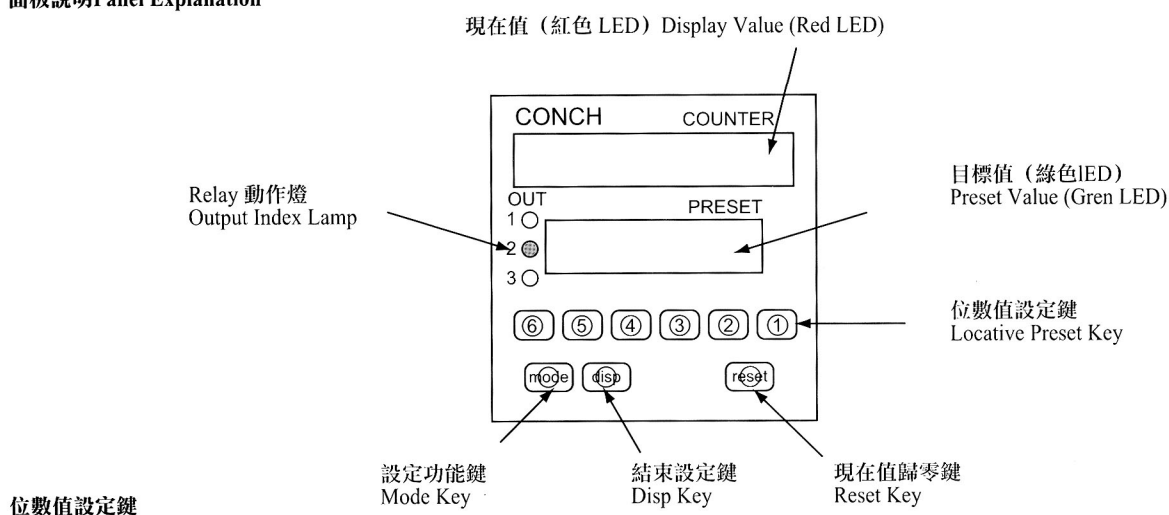 面板說明Panel Explanation
現在值（紅色 LED）Display Value (Red LED)
CONCH COUNTER
Relay 動作燈
Output Index Lamp
目標值（綠色lED）
Preset Value (Gren LED)
OUT PRESET
1
2
3
位數值設定鍵
Locative Preset Key
⑥ ⑤ ④ ③ ② ①
mode disp reset
設定功能鍵
Mode Key
結束設定鍵
Disp Key
現在值歸零鍵
Reset Key
位數值設定鍵